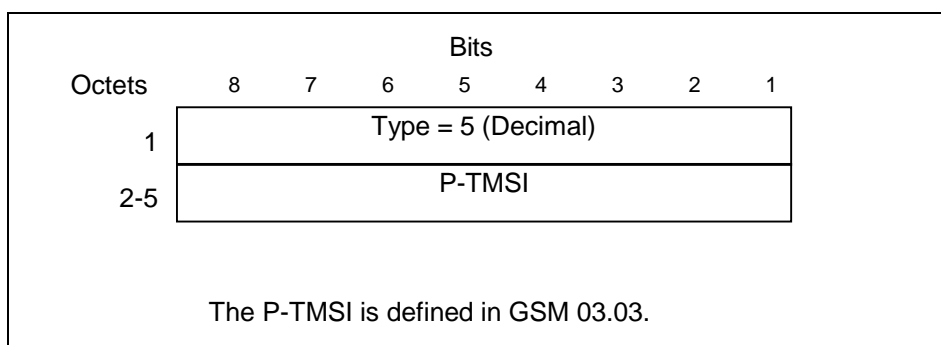 Bits
Octets 8 7 6 5 4 3 2 1
1 Type = 5 (Decimal)
2-5 P-TMSI
The P-TMSI is defined in GSM 03.03.